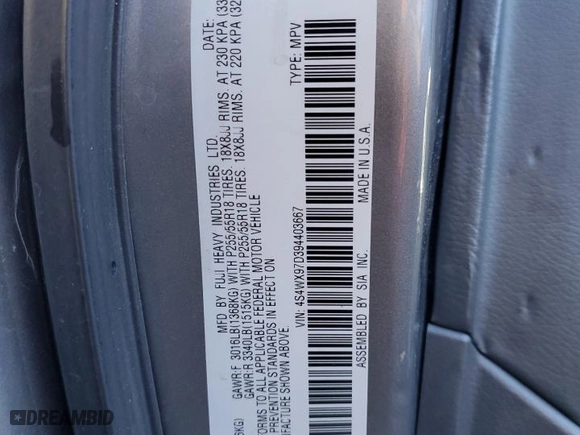 DATE:
MFD BY FUJI HEAVY INDUSTRIES LTD.
GAWR:F 3016LB(1368KG) WITH P255/55R18 TIRES. 18X8JJ RIMS. AT 230 KPA (33
GAWR:R 3340LB(1515KG) WITH P255/55R18 TIRES. 18X8JJ RIMS. AT 220 KPA (32
TO ALL APPLICABLE FEDERAL MOTOR VEHICLE
PREVENTION STANDARDS IN EFFECT ON
SHOWN ABOVE.
VIN: 4S4WX97D394403667
TYPE: MPV
ASSEMBLED BY SIA INC.
MADE IN U.S.A.
DREAMBID